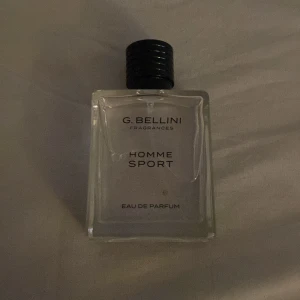 G. BELLINI
FRAGRANCES
HOMME
SPORT
EAU DE PARFUM